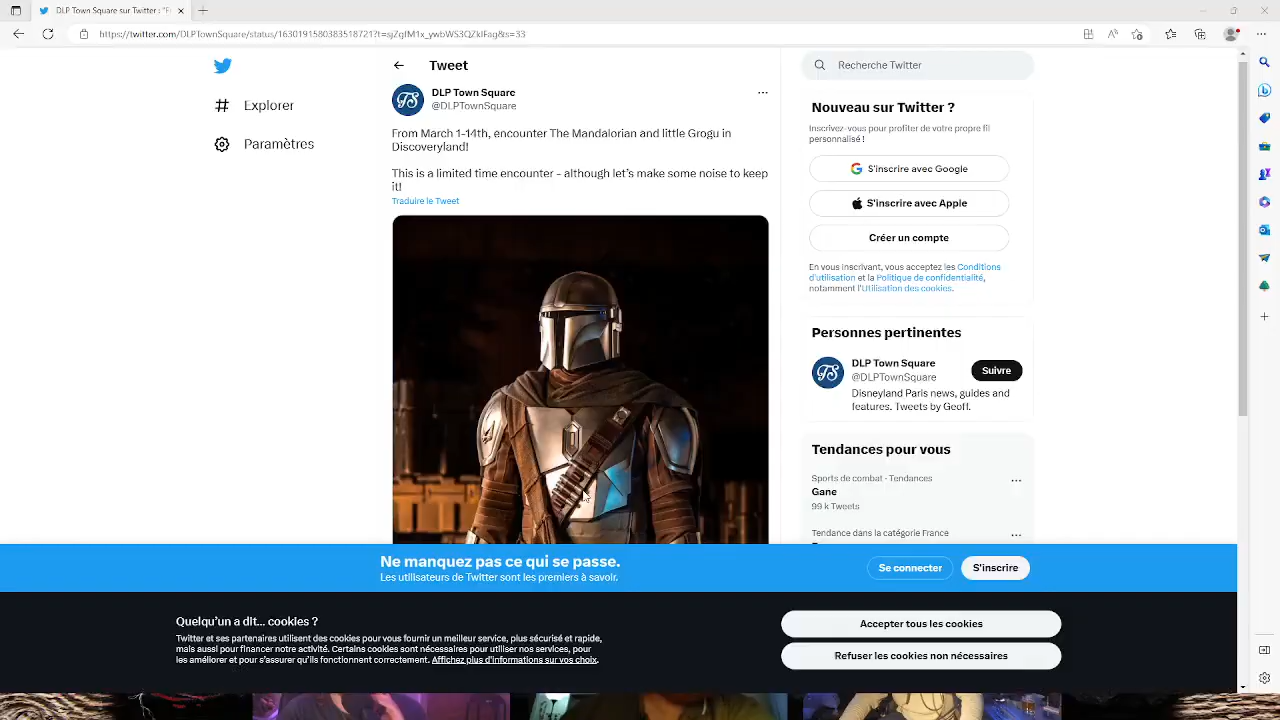 DLP Town Square sur Twitter : "F
https://twitter.com/DLPTownSquare/status/1630191580383518721?t=sjZgfM1x_ywbWS3QZkIFag&s=33
Explorer
Paramètres
Tweet
DLP Town Square
@DLPTownSquare
From March 1-14th, encounter The Mandalorian and little Grogu in
Discoveryland!
This is a limited time encounter - although let's make some noise to keep
it!
Traduire le Tweet
Recherche Twitter
Nouveau sur Twitter ?
Inscrivez-vous pour profiter de votre propre fil
personnalisé !
S'inscrire avec Google
S'inscrire avec Apple
Créer un compte
En vous inscrivant, vous acceptez les Conditions
d'utilisation et la Politique de confidentialité,
notamment l'Utilisation des cookies.
Personnes pertinentes
DLP Town Square
@DLPTownSquare
Suivre
Disneyland Paris news, guides and
features. Tweets by Geoff.
Tendances pour vous
Sports de combat · Tendances
Gane
99 k Tweets
Tendance dans la catégorie France
Ne manquez pas ce qui se passe.
Les utilisateurs de Twitter sont les premiers à savoir.
Se connecter
S'inscrire
Quelqu'un a dit… cookies ?
Twitter et ses partenaires utilisent des cookies pour vous fournir un meilleur service, plus sécurisé et rapide,
mais aussi pour financer notre activité. Certains cookies sont nécessaires pour utiliser nos services, pour
les améliorer et pour s'assurer qu'ils fonctionnent correctement. Affichez plus d'informations sur vos choix.
Accepter tous les cookies
Refuser les cookies non nécessaires